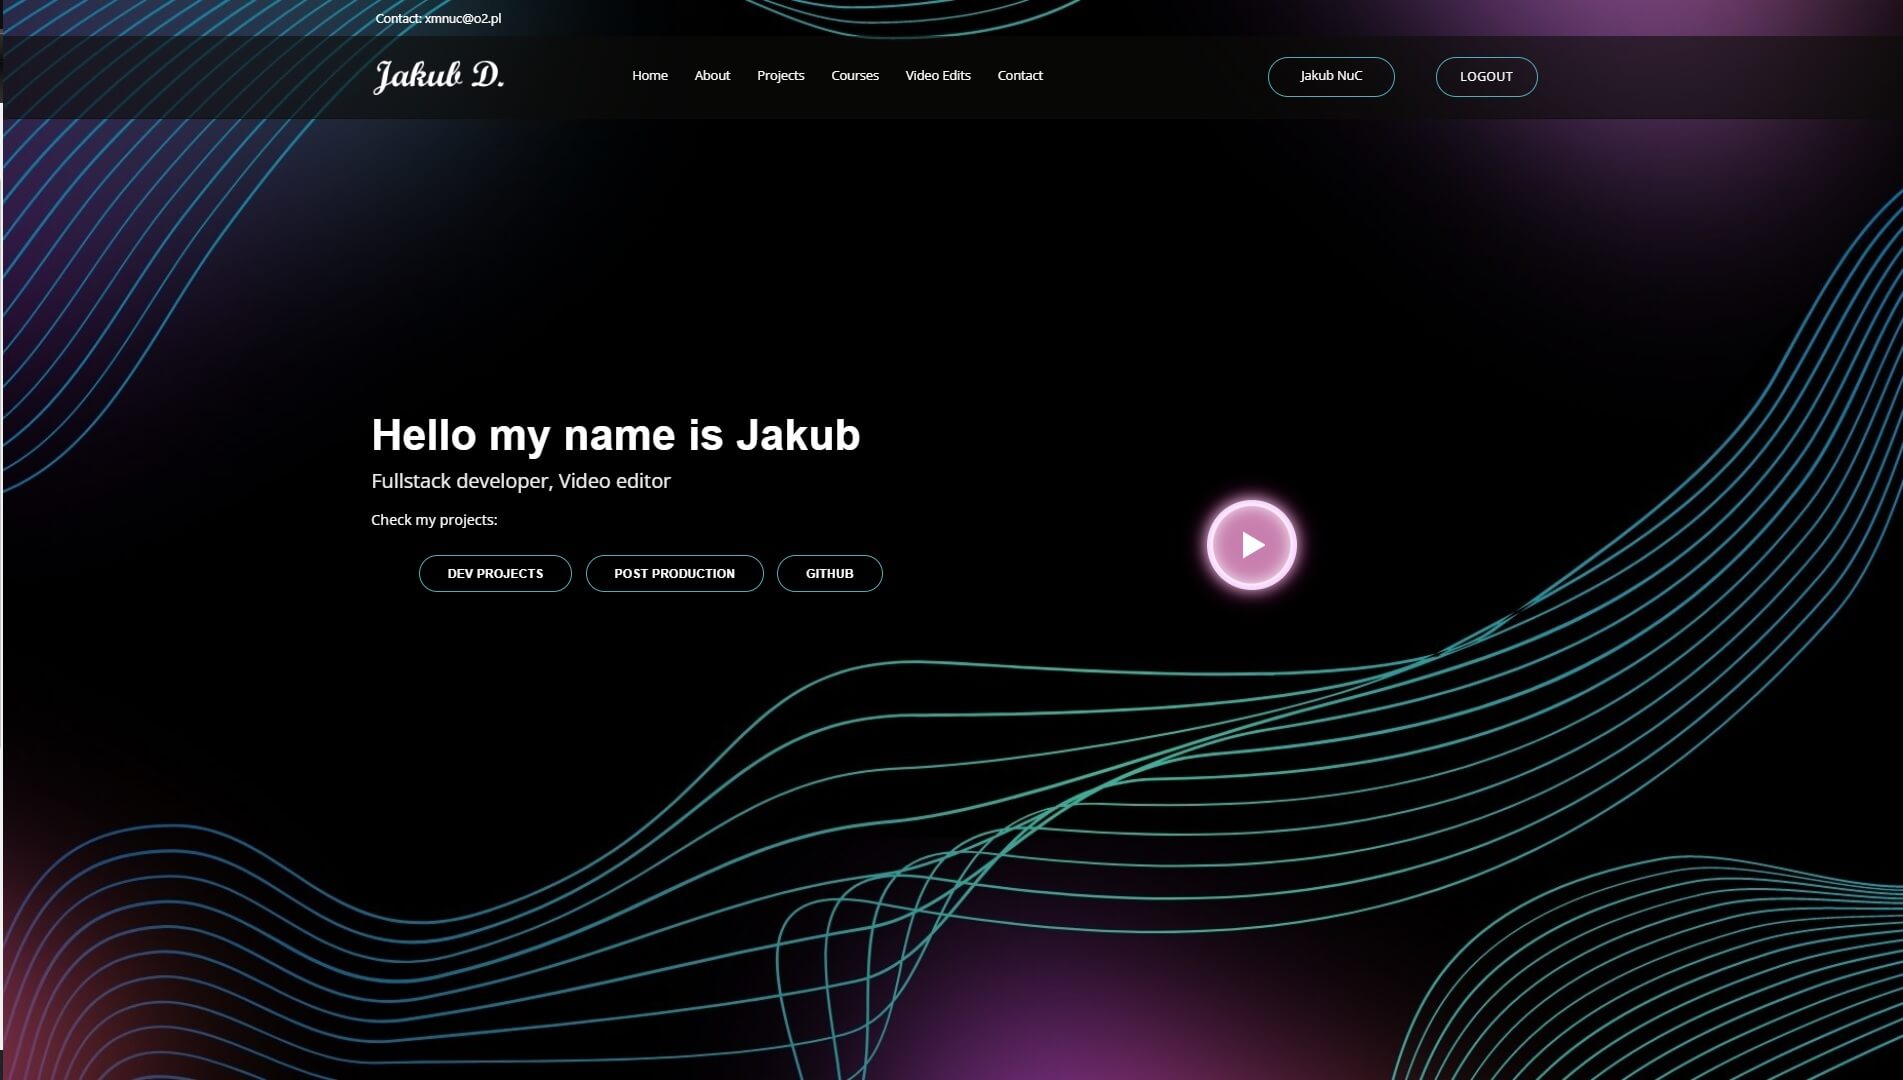 Contact: xmnuc@o2.pl
Jakub D.
Home About Projects Courses Video Edits Contact
Jakub NuC
LOGOUT
Hello my name is Jakub
Fullstack developer, Video editor
Check my projects:
DEV PROJECTS POST PRODUCTION GITHUB